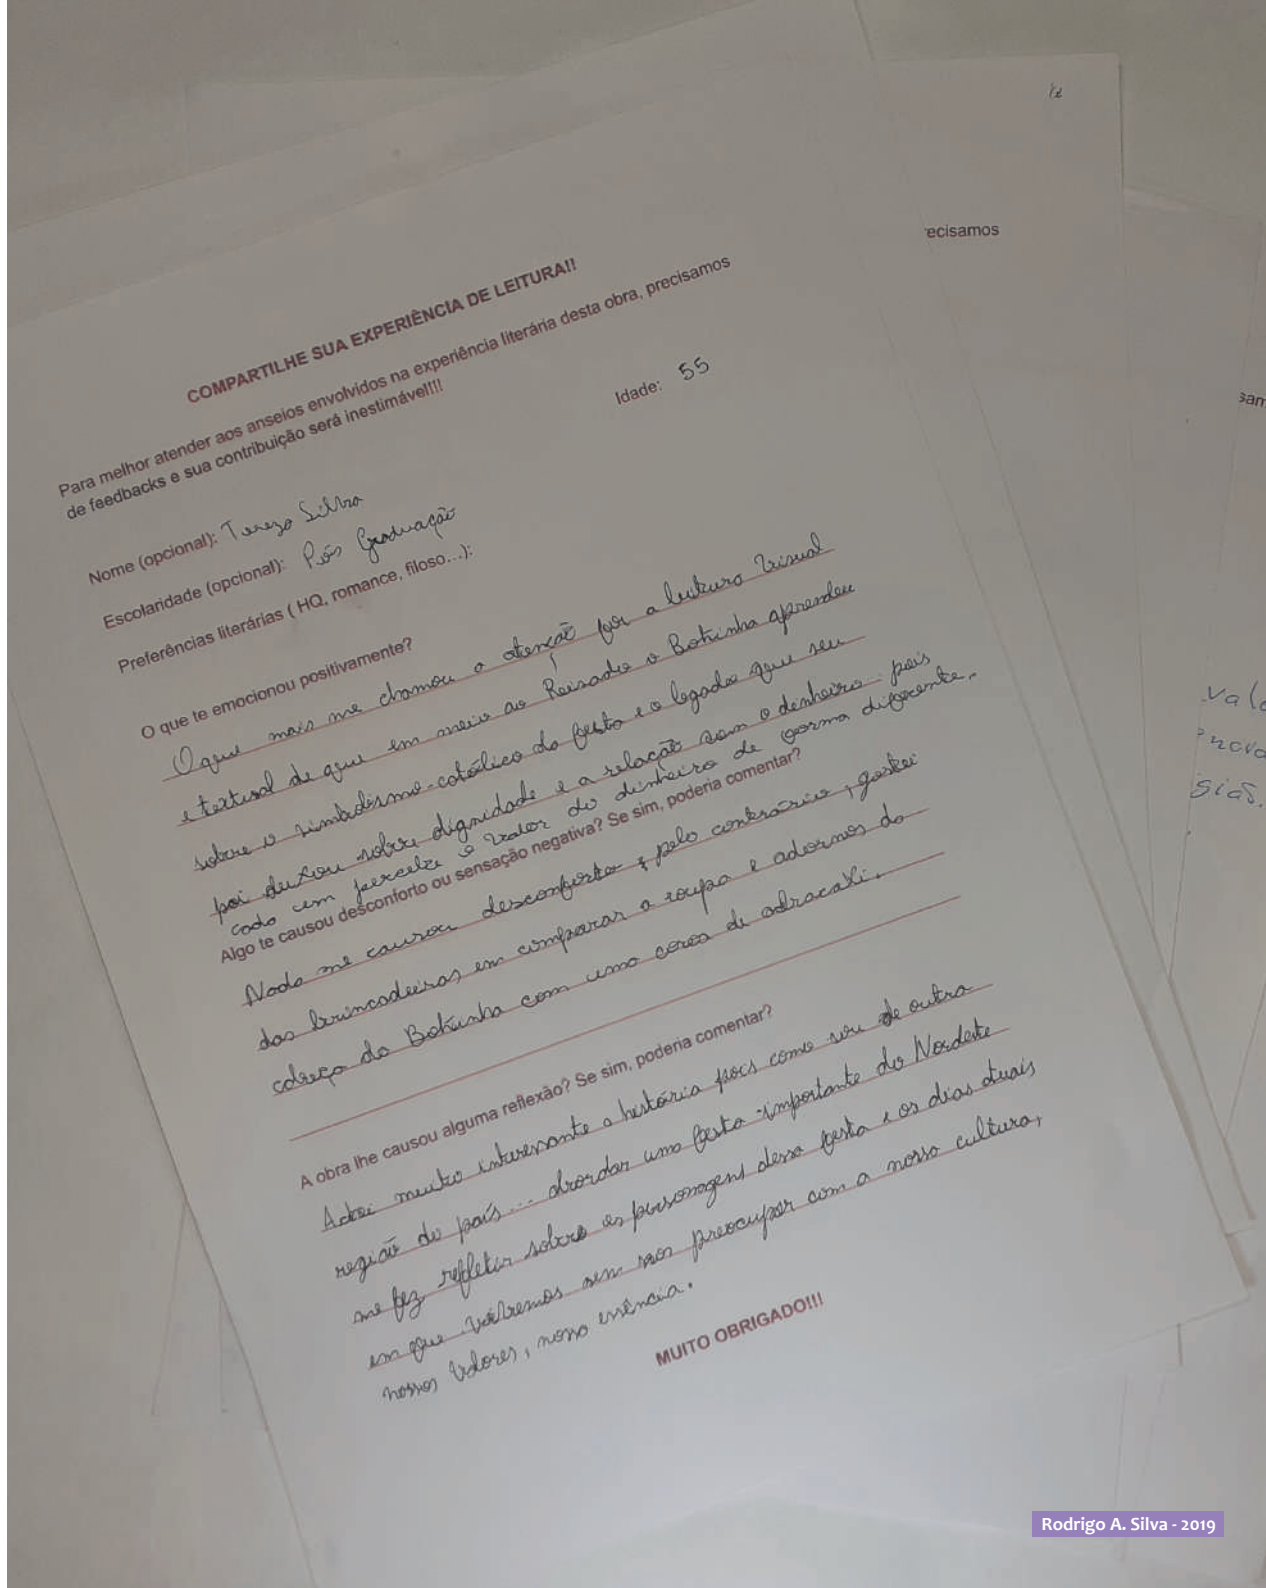 ecisamos
COMPARTILHE SUA EXPERIÊNCIA DE LEITURA!!
Para melhor atender aos anseios envolvidos na experiência literária desta obra, precisamos
de feedbacks e sua contribuição será inestimável!!!!
Idade: 55
Nome (opcional): Tereza Silva
Escolaridade (opcional): Pós Graduação
Preferências literárias ( HQ, romance, filoso...):
O que te emocionou positivamente?
O que mais me chamou a atenção foi a leitura visual
e textual de que em meio ao Reisado o Botinha aprendeu
sobre o simbolismo católico da festa e o legado que seu
pai deixou sobre dignidade e a relação com o denheiro pois
cada um percebe o valor do dinheiro de forma diferente.
Algo te causou desconforto ou sensação negativa? Se sim, poderia comentar?
Nada me causou desconforto, pelo contrário, gostei
das brincadeiras em comparar a roupa e adornos da
cabeça do Botinha com uma coroa de abracaxi.
A obra lhe causou alguma reflexão? Se sim, poderia comentar?
Achei muito interessante a história pois como sou de outra
região do país... abordar uma festa importante do Nordeste
me fez refletir sobre os personagens dessa festa e os dias atuais
em que vivemos sem nos preocupar com a nossa cultura,
nossos valores, nossa essência.
MUITO OBRIGADO!!!
sam
valo
prova
sias.
Rodrigo A. Silva - 2019